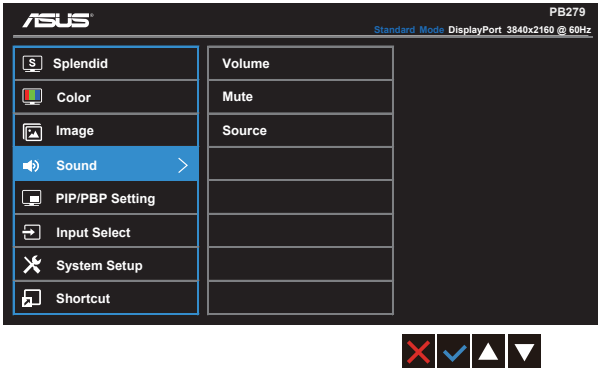 ASUS
PB279
Standard Mode DisplayPort 3840x2160 @ 60Hz
S Splendid
Color
Image
Sound
PIP/PBP Setting
Input Select
System Setup
Shortcut
Volume
Mute
Source